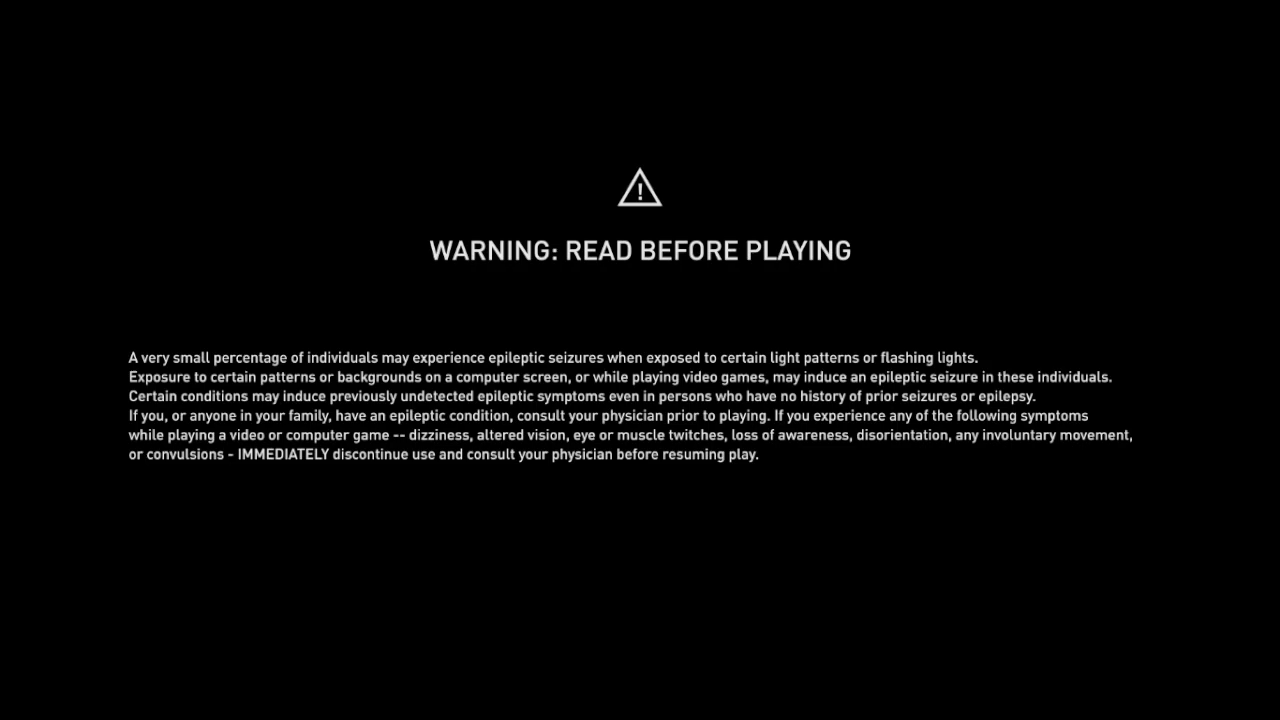 WARNING: READ BEFORE PLAYING
A very small percentage of individuals may experience epileptic seizures when exposed to certain light patterns or flashing lights.
Exposure to certain patterns or backgrounds on a computer screen, or while playing video games, may induce an epileptic seizure in these individuals.
Certain conditions may induce previously undetected epileptic symptoms even in persons who have no history of prior seizures or epilepsy.
If you, or anyone in your family, have an epileptic condition, consult your physician prior to playing. If you experience any of the following symptoms
while playing a video or computer game -- dizziness, altered vision, eye or muscle twitches, loss of awareness, disorientation, any involuntary movement,
or convulsions - IMMEDIATELY discontinue use and consult your physician before resuming play.